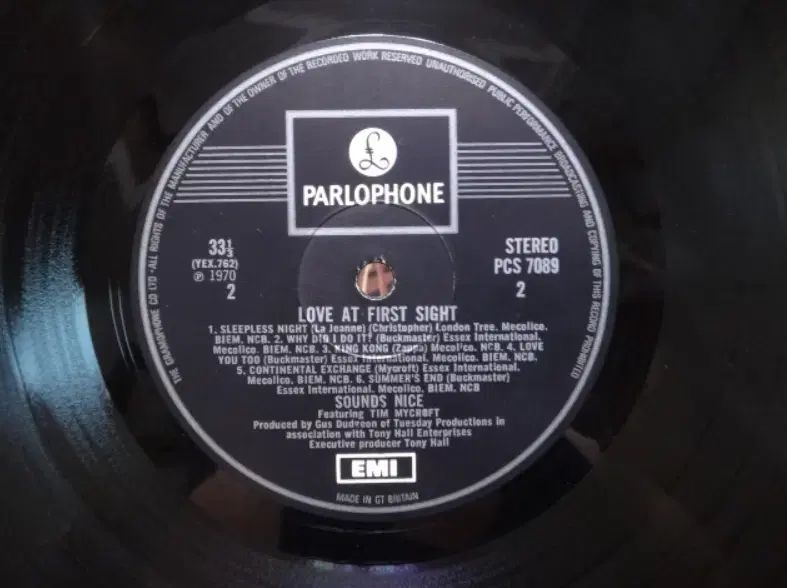 THE GRAMOPHONE CO LTD · ALL RIGHTS OF THE MANUFACTURER AND OF THE OWNER OF THE RECORDED WORK RESERVED UNAUTHORISED PUBLIC PERFORMANCE BROADCASTING AND COPYING OF THIS RECORD PROHIBITED
£
PARLOPHONE
33⅓
(YEX.762)
℗ 1970
2
STEREO
PCS 7089
2
LOVE AT FIRST SIGHT
1. SLEEPLESS NIGHT (La Jeanne) (Christopher) London Tree. Mecolico.
BIEM. NCB. 2. WHY DID I DO IT? (Buckmaster) Essex International.
Mecolico. BIEM. NCB. 3. KING KONG (Zappa) Mecolico. BIEM. NCB. 4. LOVE
YOU TOO (Buckmaster) Essex International. Mecolico. BIEM. NCB.
5. CONTINENTAL EXCHANGE (Mycroft) Essex International.
Mecolico. BIEM. NCB. 6. SUMMER'S END (Buckmaster)
Essex International. Mecolico. BIEM. NCB
SOUNDS NICE
Featuring TIM MYCROFT
Produced by Gus Dudgeon of Tuesday Productions in
association with Tony Hall Enterprises
Executive producer Tony Hall
EMI
MADE IN GT BRITAIN